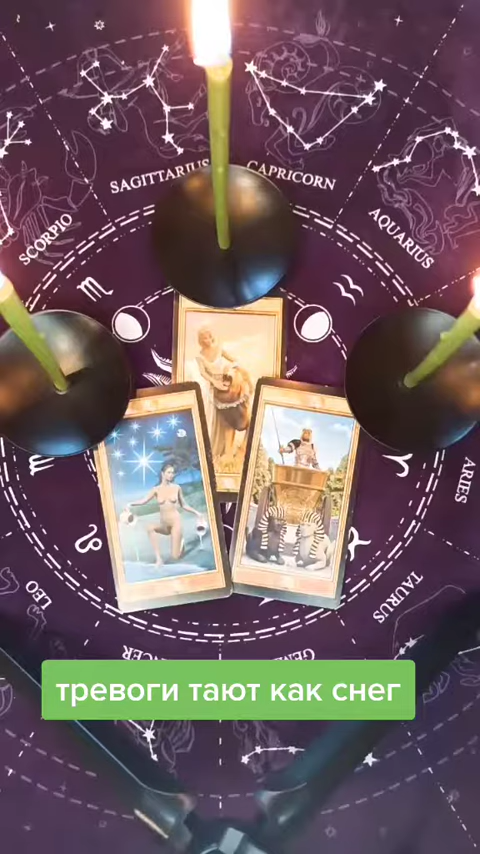 SAGITTARIUS
CAPRICORN
SCORPIO
AQUARIUS
ARIES
TAURUS
LEO
тревоги тают как снег